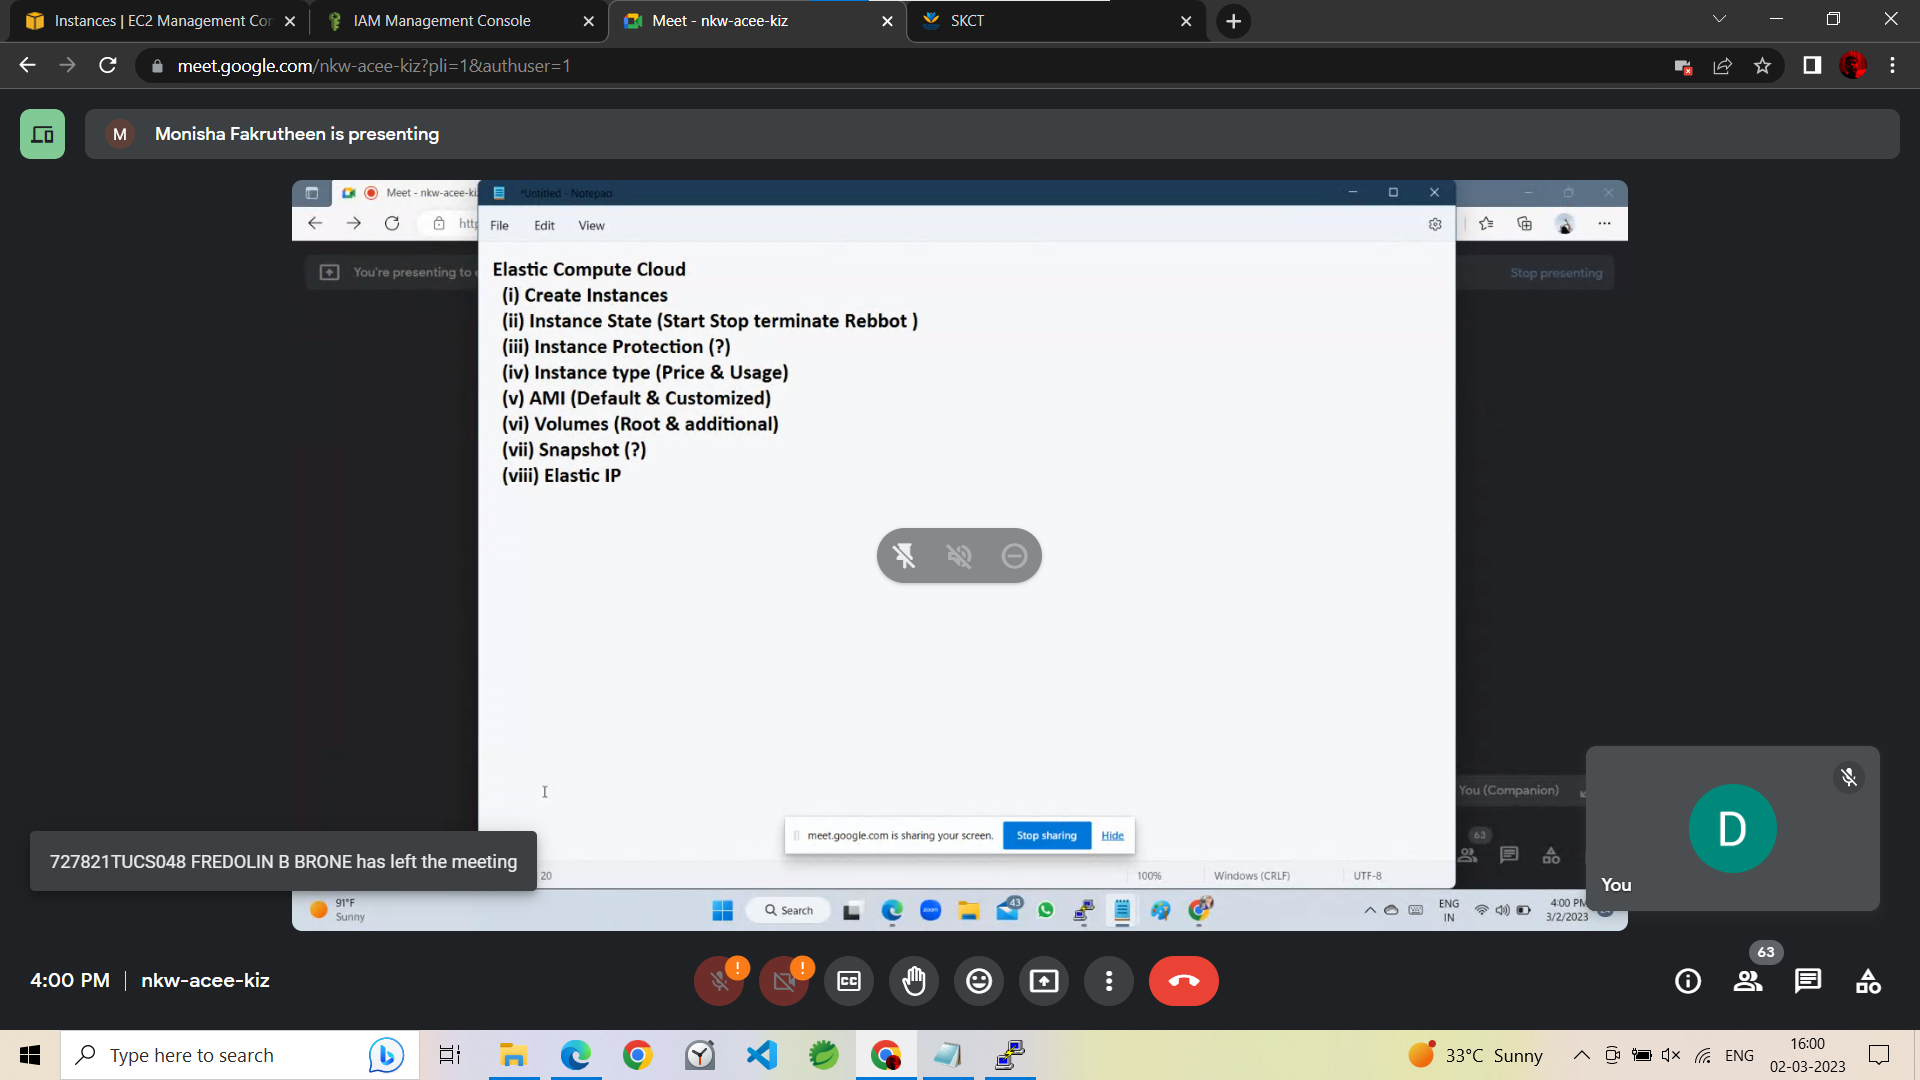 Instances | EC2 Management Con
IAM Management Console
Meet - nkw-acee-kiz
SKCT
meet.google.com/nkw-acee-kiz?pli=1&authuser=1
M
Monisha Fakrutheen is presenting
Meet - nkw-acee-ki
*Untitled - Notepad
File Edit View
You're presenting to
Stop presenting
Elastic Compute Cloud
(i) Create Instances
(ii) Instance State (Start Stop terminate Rebbot )
(iii) Instance Protection (?)
(iv) Instance type (Price & Usage)
(v) AMI (Default & Customized)
(vi) Volumes (Root & additional)
(vii) Snapshot (?)
(viii) Elastic IP
You (Companion)
63
D
You
meet.google.com is sharing your screen. Stop sharing Hide
727821TUCS048 FREDOLIN B BRONE has left the meeting
20
100% Windows (CRLF) UTF-8
91°F
Sunny
Search
zoom
43
ENG
IN
4:00 PM
3/2/2023
4:00 PM | nkw-acee-kiz
63
Type here to search
33°C Sunny
ENG
16:00
02-03-2023